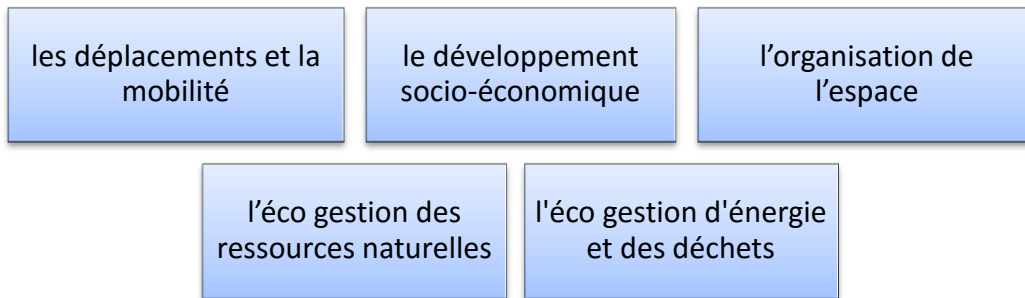 les déplacements et la
mobilité
le développement
socio-économique
l’organisation de
l’espace
l’éco gestion des
ressources naturelles
l'éco gestion d'énergie
et des déchets